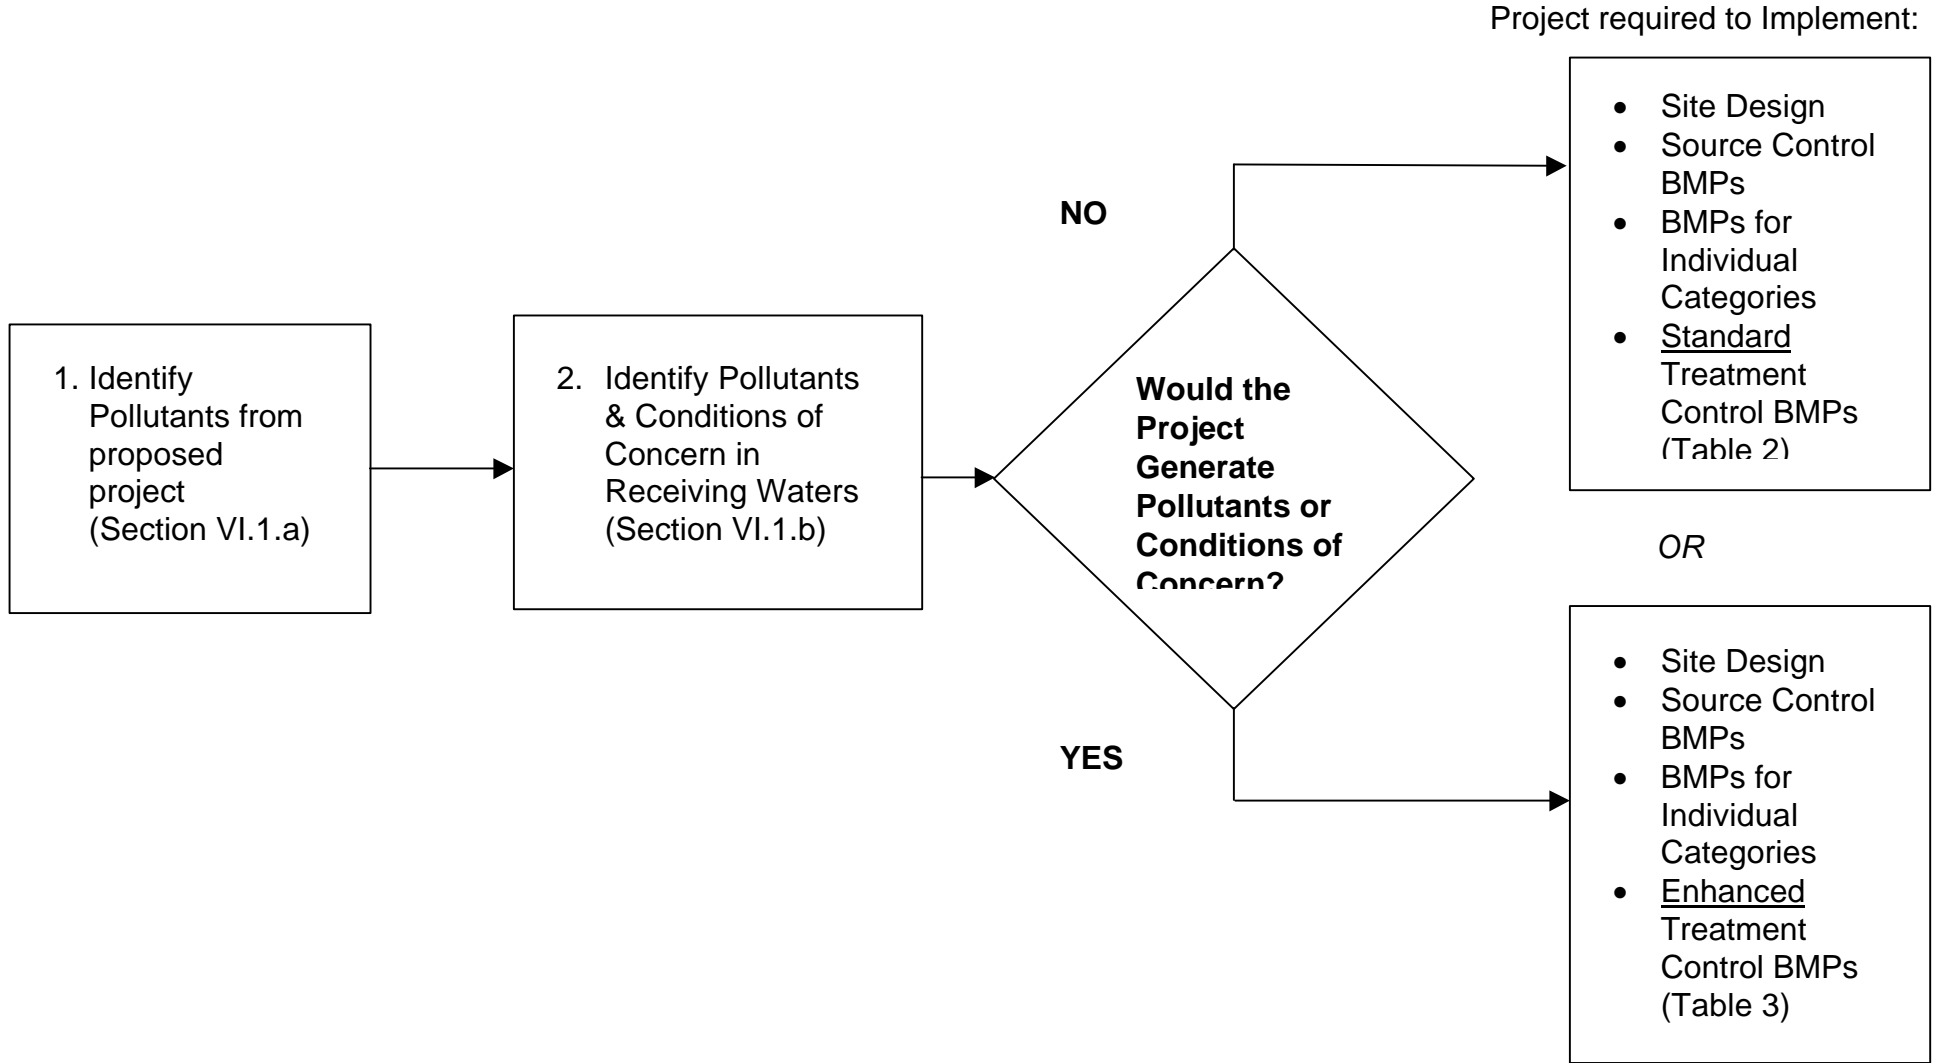 Project required to Implement:
1. Identify
Pollutants from
proposed
project
(Section VI.1.a)
2. Identify Pollutants
& Conditions of
Concern in
Receiving Waters
(Section VI.1.b)
NO
Would the
Project
Generate
Pollutants or
Conditions of
Concern?
YES
• Site Design
• Source Control
BMPs
• BMPs for
Individual
Categories
• Standard
Treatment
Control BMPs
(Table 2)
OR
• Site Design
• Source Control
BMPs
• BMPs for
Individual
Categories
• Enhanced
Treatment
Control BMPs
(Table 3)